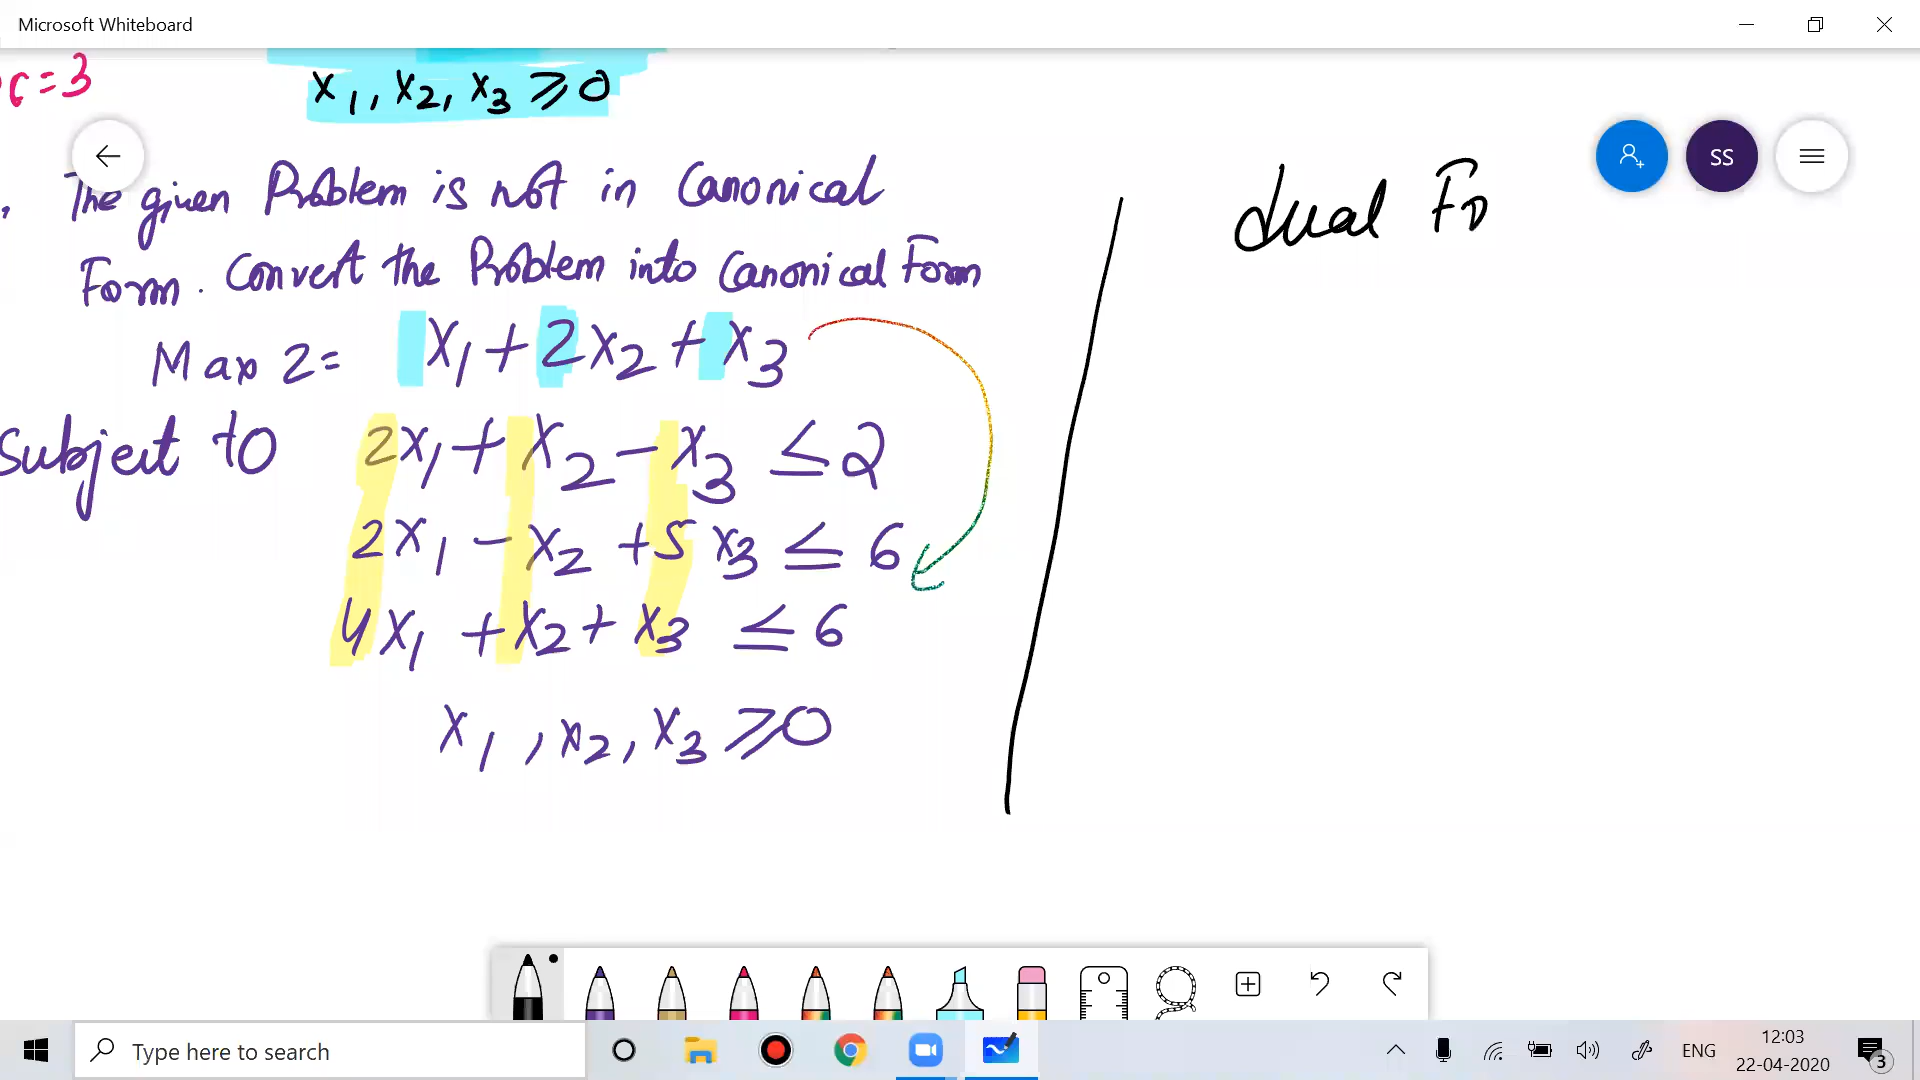 Microsoft Whiteboard
c=3
x1, x2, x3 ≥0
SS
The given Problem is not in Canonical
Form. Convert the Problem into Canonical Form
Max Z= x1+2x2+x3
Subject to 2x1+x2-x3 ≤2
2x1-x2+5x3 ≤6
4x1+x2+x3 ≤6
x1, x2, x3 ≥0
dual Fo
Type here to search
ENG
12:03
22-04-2020
3